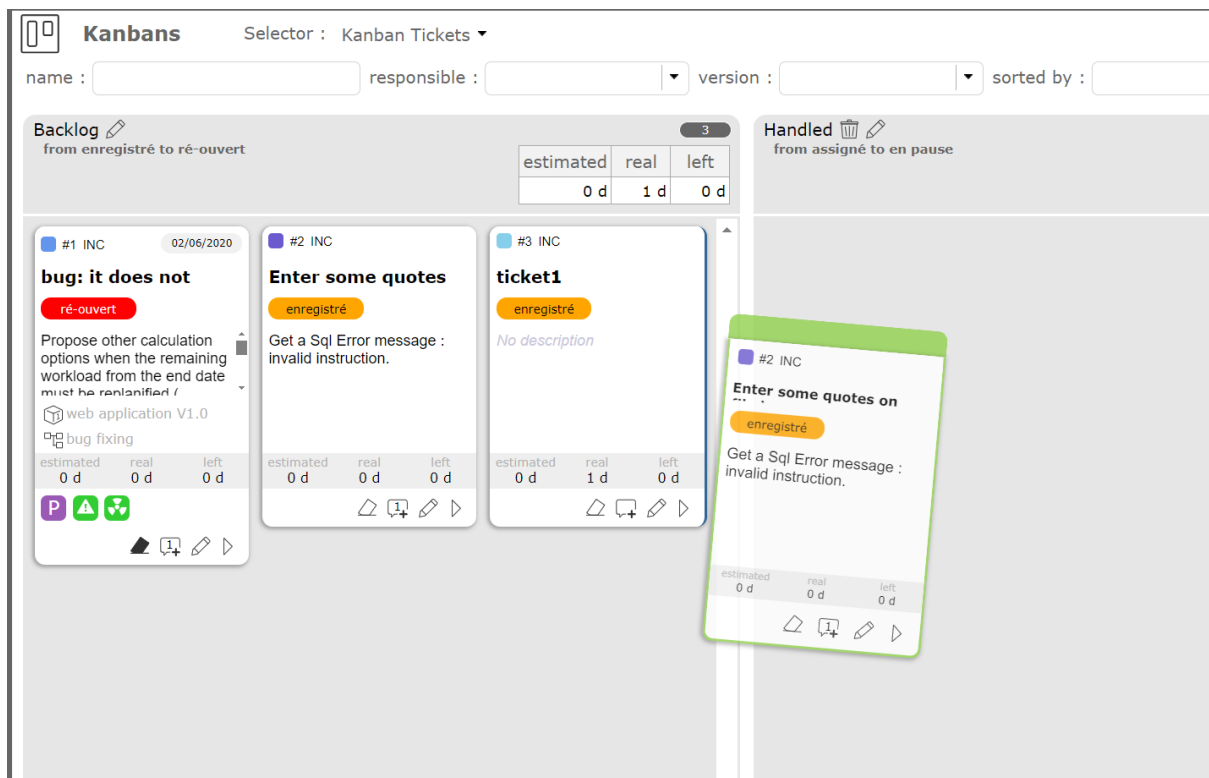 Kanbans Selector : Kanban Tickets
name : responsible : version : sorted by :
Backlog 3
from enregistré to ré-ouvert
estimated real left
0 d 1 d 0 d
Handled
from assigné to en pause
#1 INC 02/06/2020
bug: it does not
ré-ouvert
Propose other calculation
options when the remaining
workload from the end date
must be replanified (
web application V1.0
bug fixing
estimated real left
0 d 0 d 0 d
P
1
#2 INC
Enter some quotes
enregistré
Get a Sql Error message :
invalid instruction.
estimated real left
0 d 0 d 0 d
1
#3 INC
ticket1
enregistré
No description
estimated real left
0 d 1 d 0 d
#2 INC
Enter some quotes on
enregistré
Get a Sql Error message :
invalid instruction.
estimated real left
0 d 0 d 0 d
1